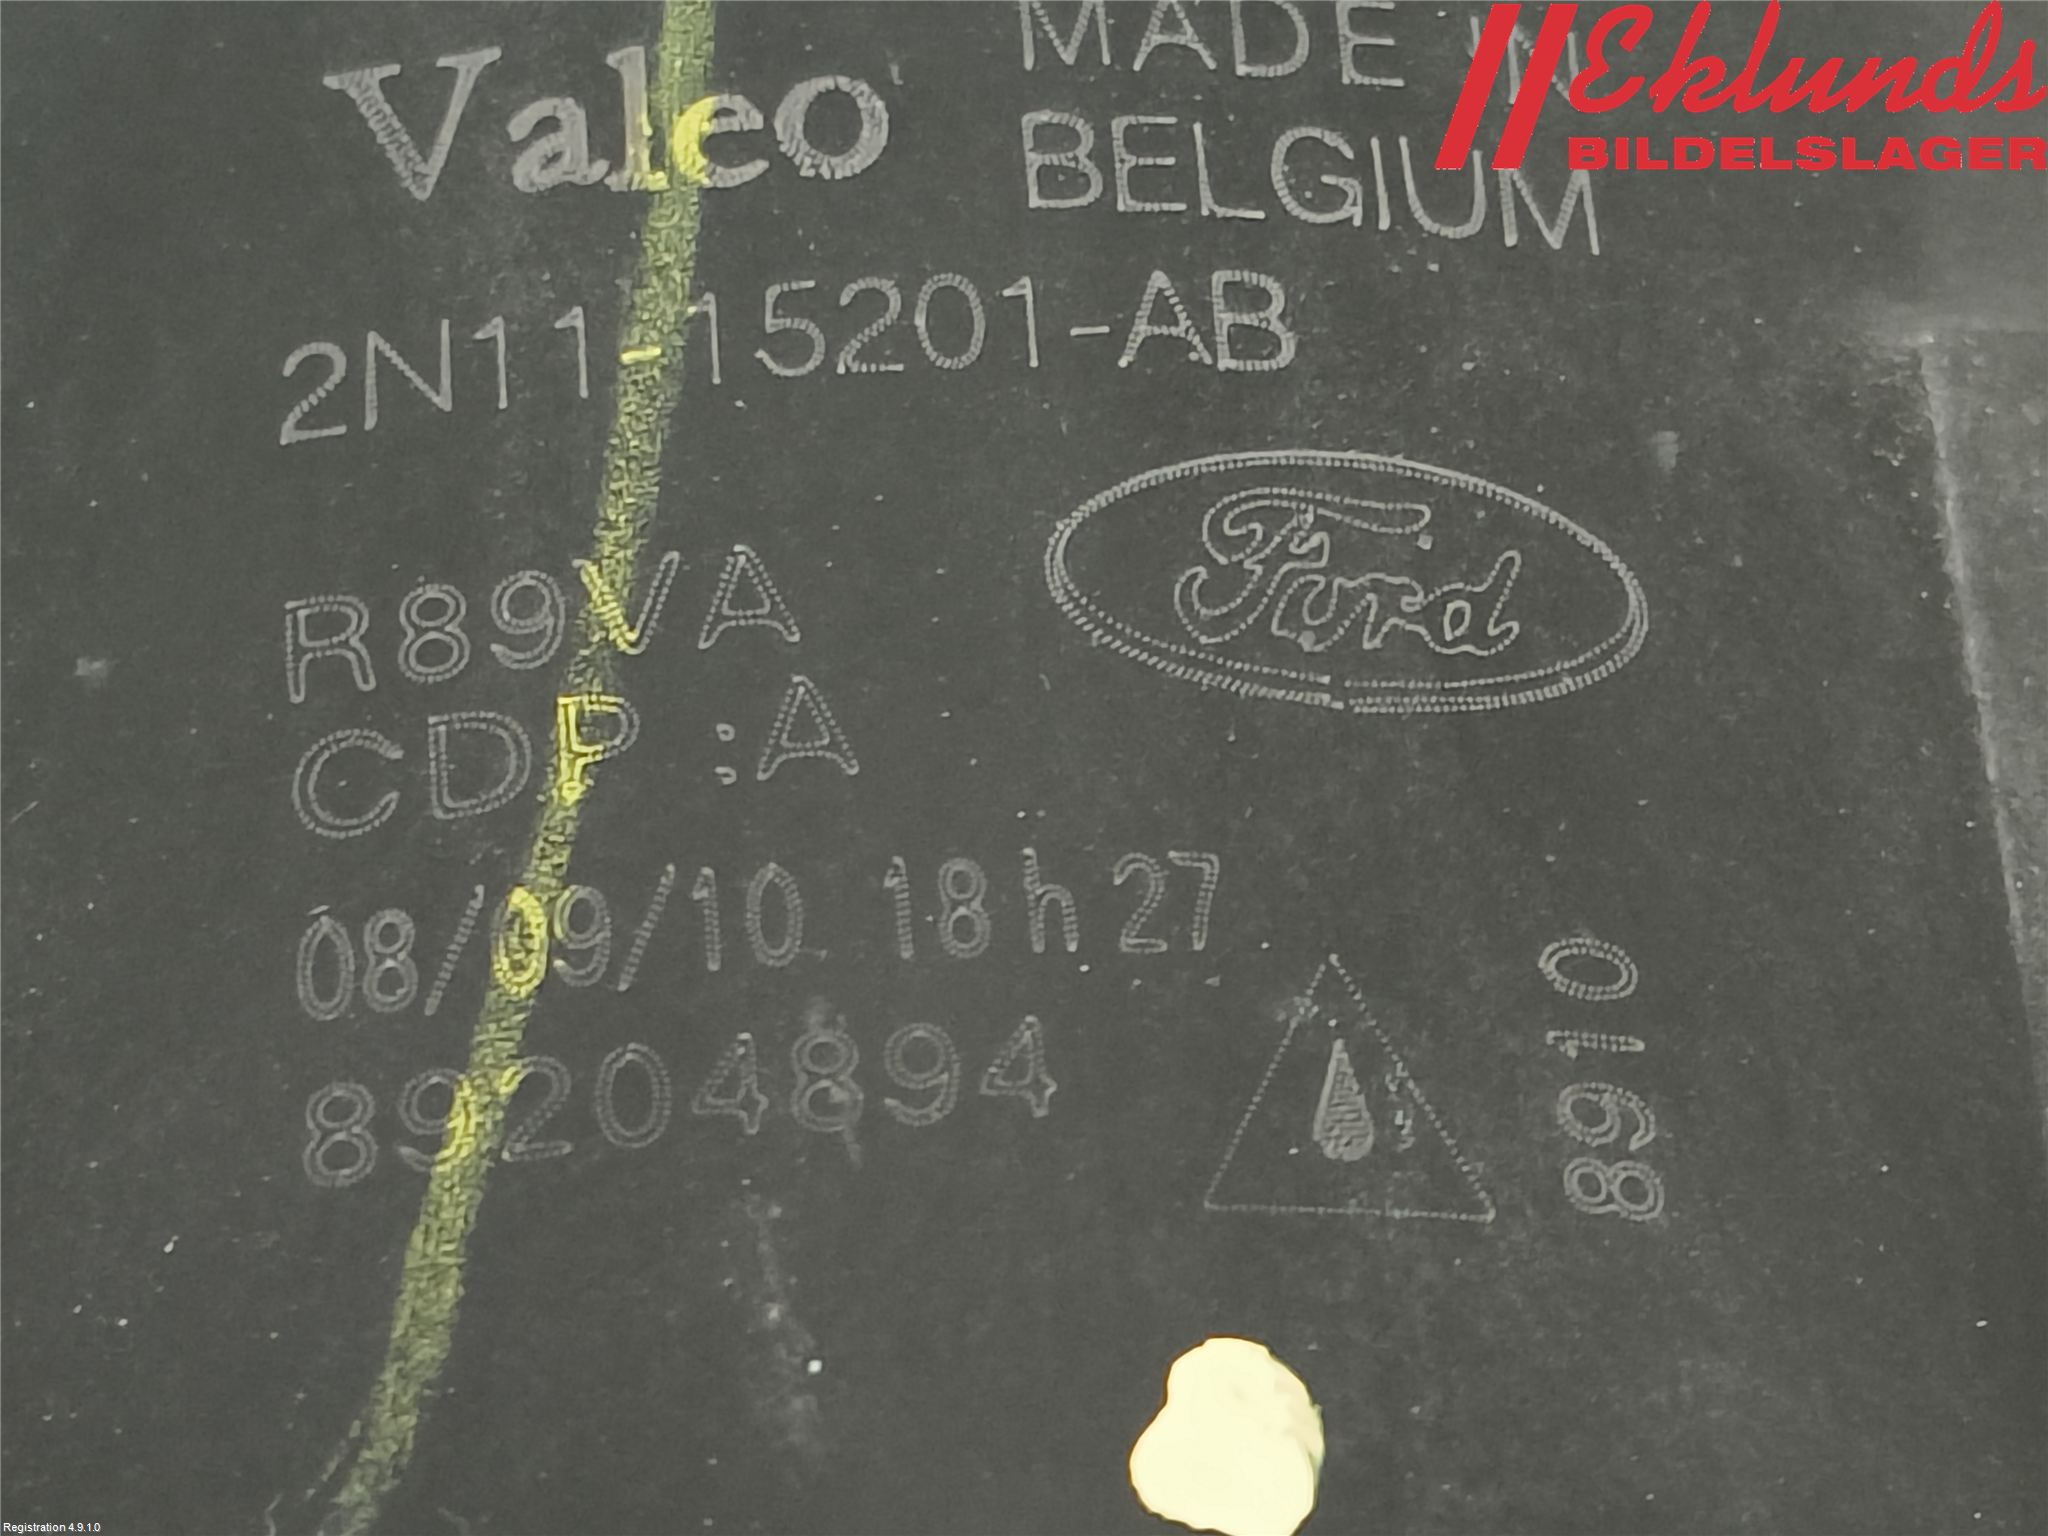 Valeo
MADE IN
BELGIUM
Eklunds
BILDELSLAGER
2N11-15201-AB
Ford
R89VA
CDP :A
08/09/10 18h27
89204894
8910
Registration 4.9.1.0